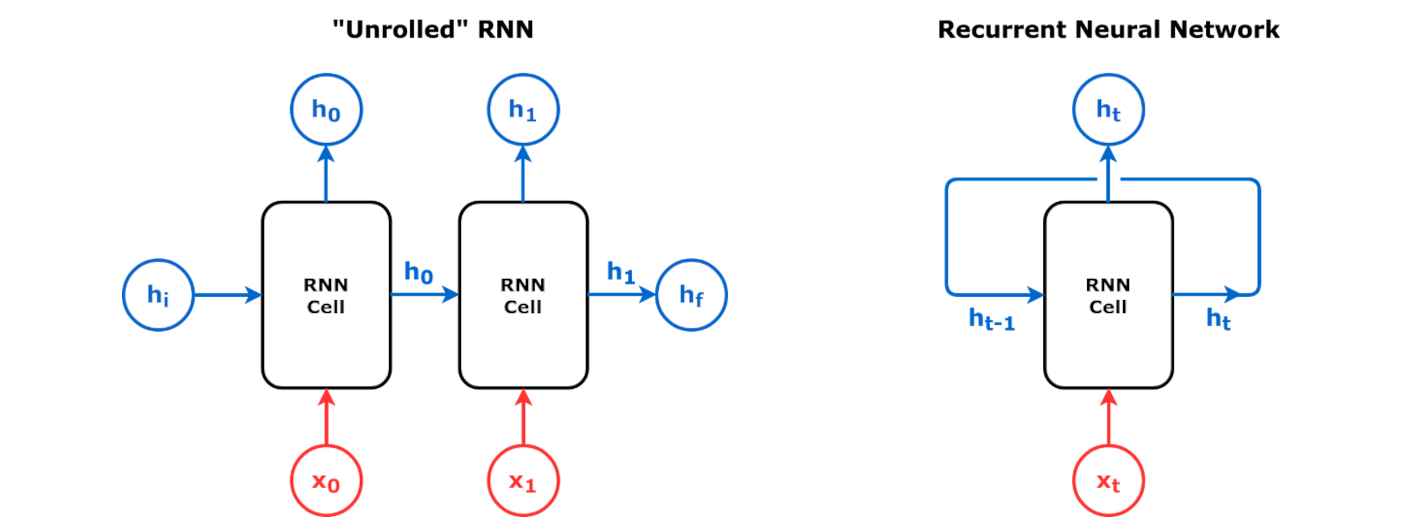 "Unrolled" RNN
h₀
h₁
hᵢ
RNN
Cell
h₀
RNN
Cell
h₁
h_f
x₀
x₁
Recurrent Neural Network
hₜ
hₜ₋₁
RNN
Cell
hₜ
xₜ